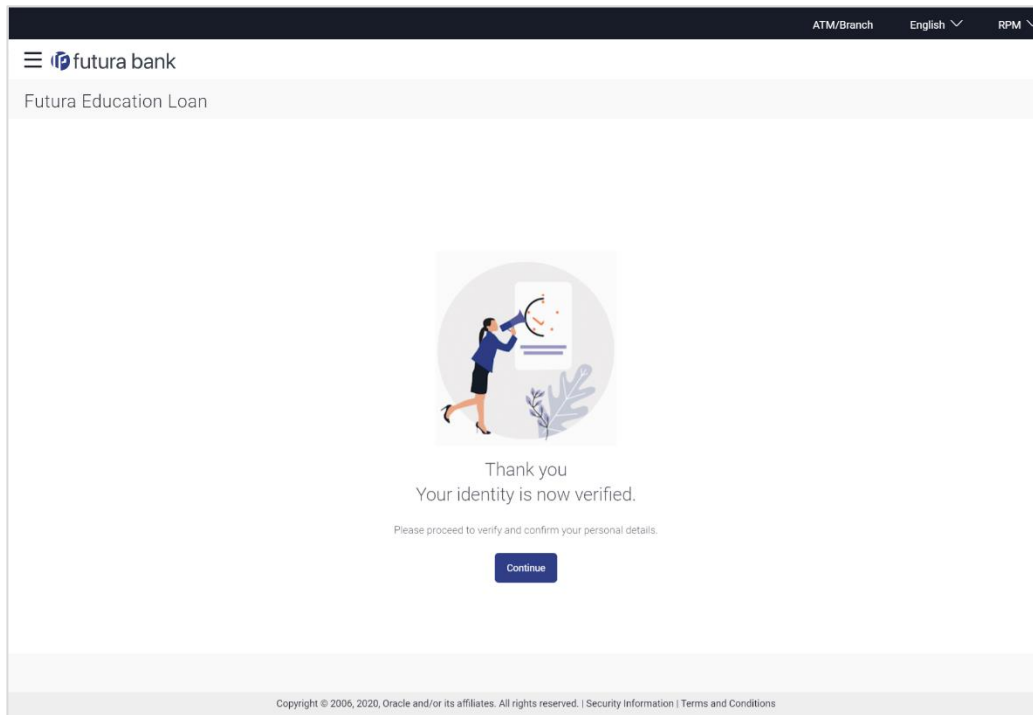 ATM/Branch English RPM
futura bank
Futura Education Loan
Thank you
Your identity is now verified.
Please proceed to verify and confirm your personal details.
Continue
Copyright © 2006, 2020, Oracle and/or its affiliates. All rights reserved. | Security Information | Terms and Conditions